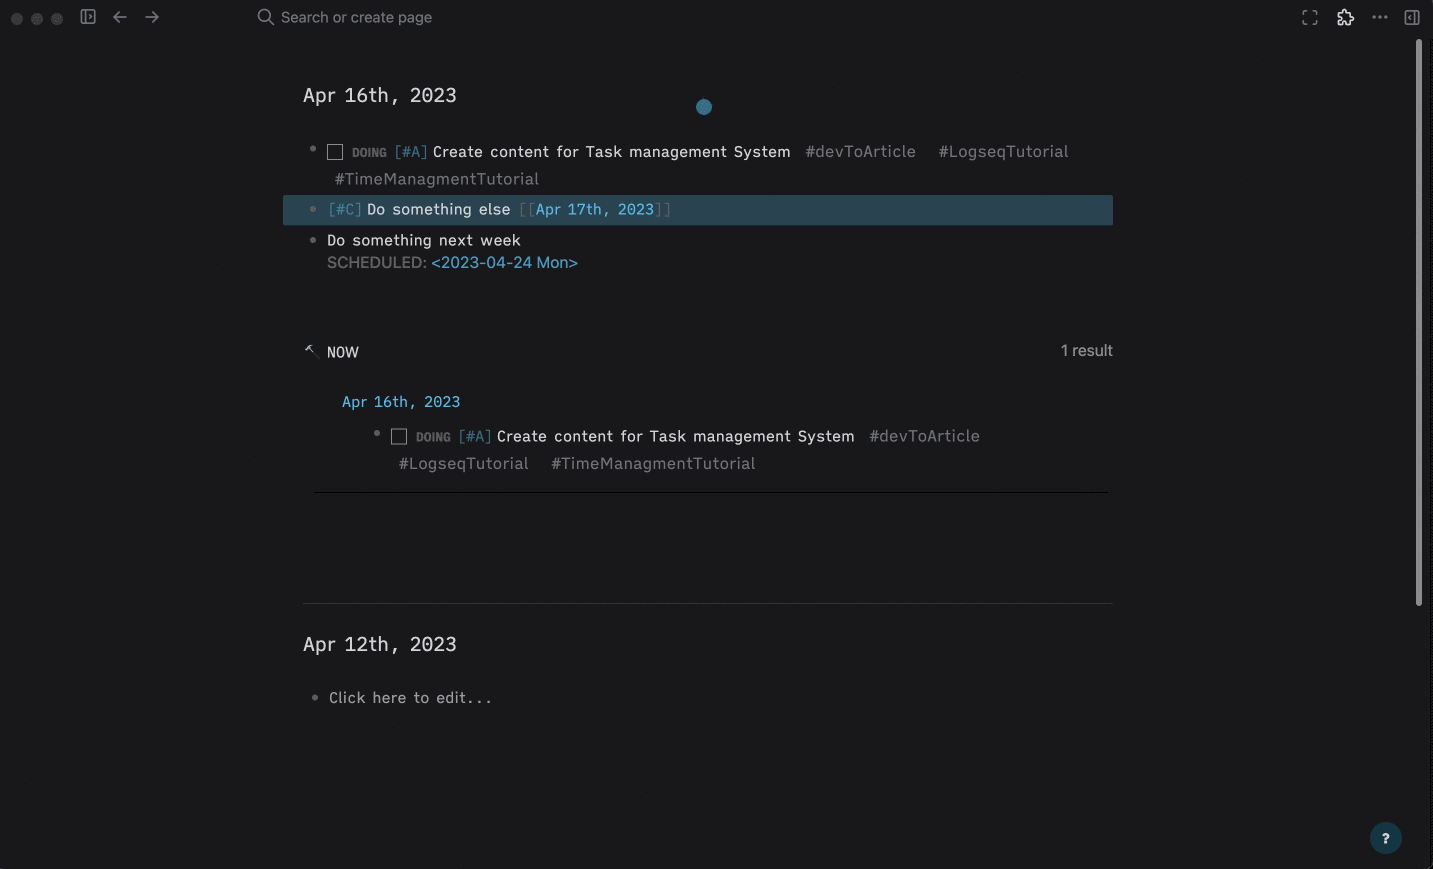 Search or create page
Apr 16th, 2023
DOING [#A] Create content for Task management System #devToArticle #LogseqTutorial
#TimeManagmentTutorial
[#C] Do something else [[Apr 17th, 2023]]
Do something next week
SCHEDULED: <2023-04-24 Mon>
NOW 1 result
Apr 16th, 2023
DOING [#A] Create content for Task management System #devToArticle
#LogseqTutorial #TimeManagmentTutorial
Apr 12th, 2023
Click here to edit...
?